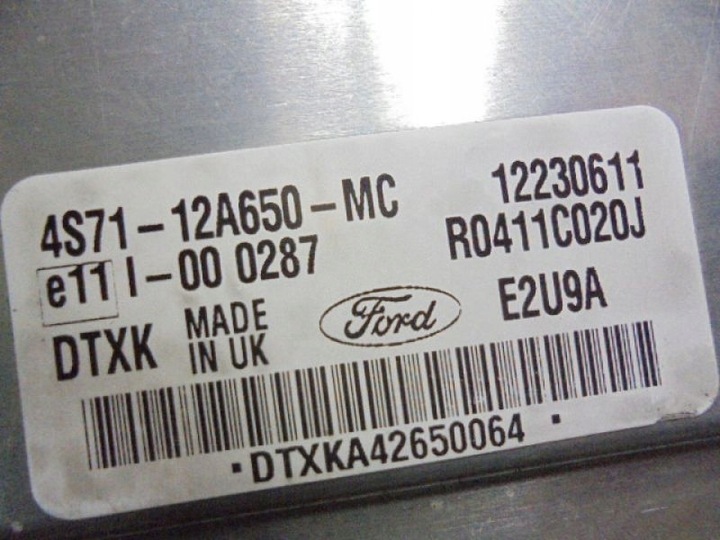 4S71-12A650-MC 12230611
e11 I-00 0287 R0411C020J
DTXK MADE IN UK Ford E2U9A
DTXKA42650064